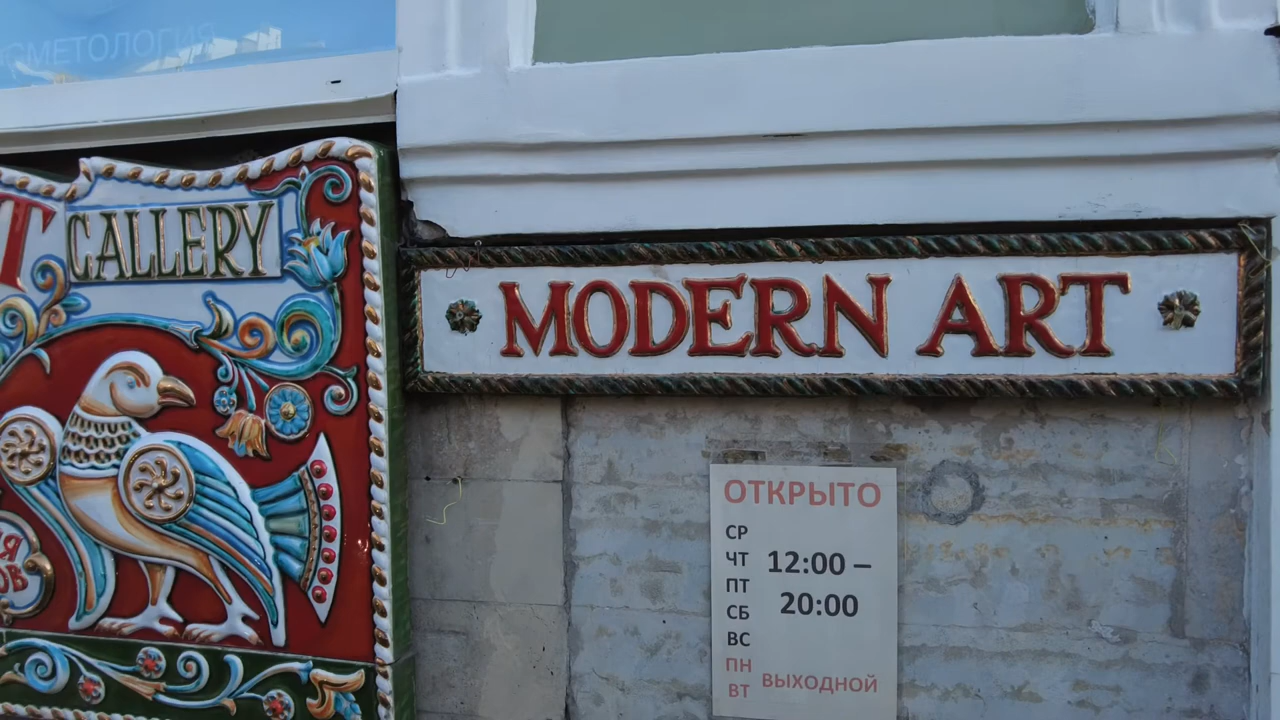 GALLERY
MODERN ART
ОТКРЫТО
СР
ЧТ
ПТ
СБ
ВС
12:00 –
20:00
ПН
ВТ
ВЫХОДНОЙ